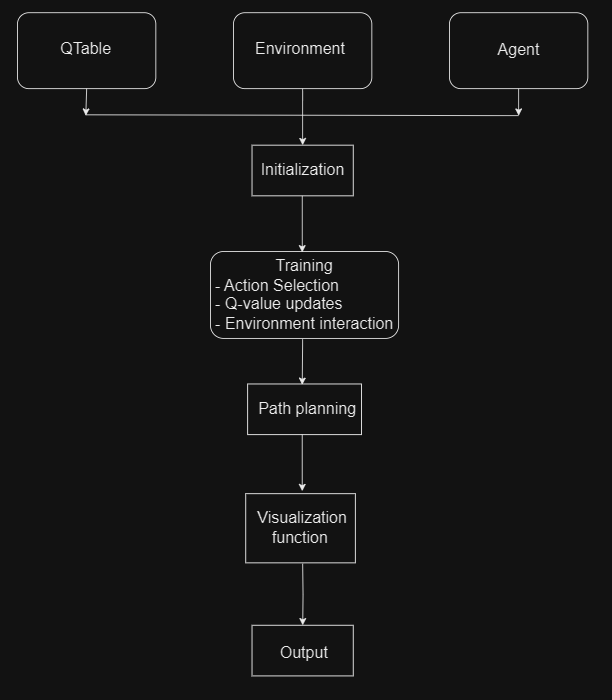 QTable
Environment
Agent
Initialization
Training
- Action Selection
- Q-value updates
- Environment interaction
Path planning
Visualization
function
Output